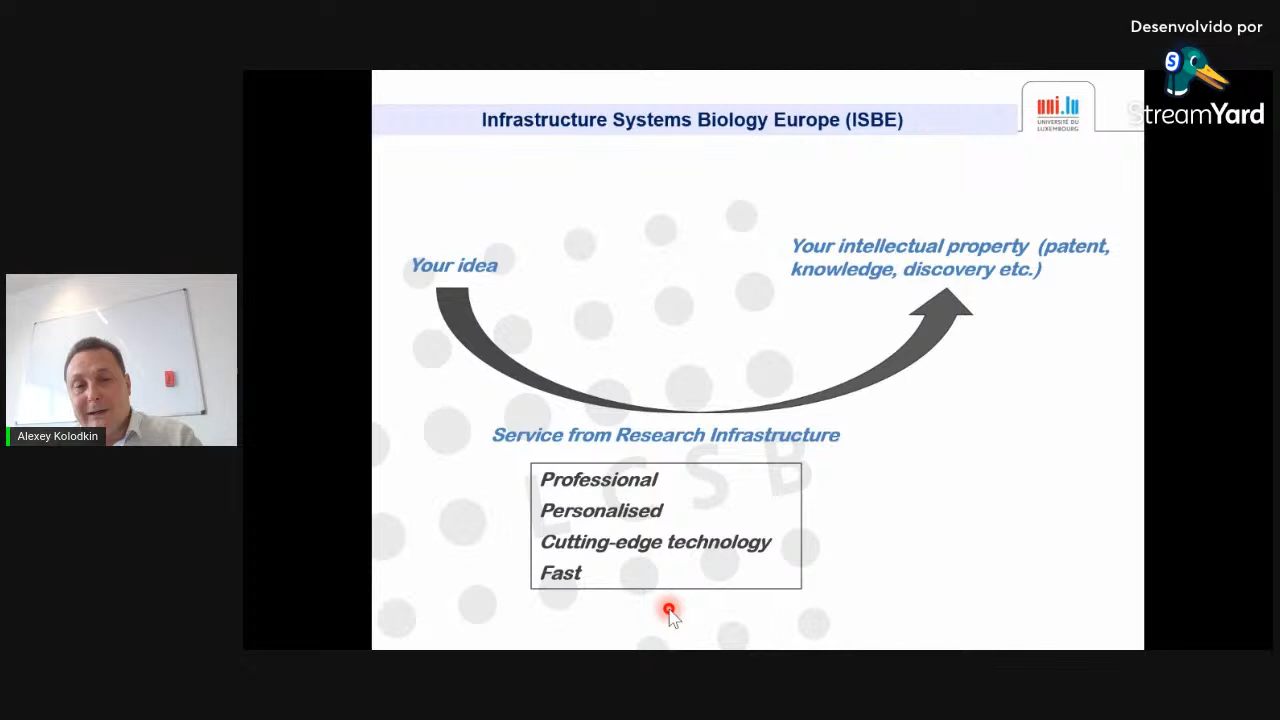 Desenvolvido por
S
StreamYard
Infrastructure Systems Biology Europe (ISBE)
uni.lu
UNIVERSITÉ DU
LUXEMBOURG
Your idea
Your intellectual property (patent,
knowledge, discovery etc.)
Service from Research Infrastructure
Professional
Personalised
Cutting-edge technology
Fast
LCSB
Alexey Kolodkin